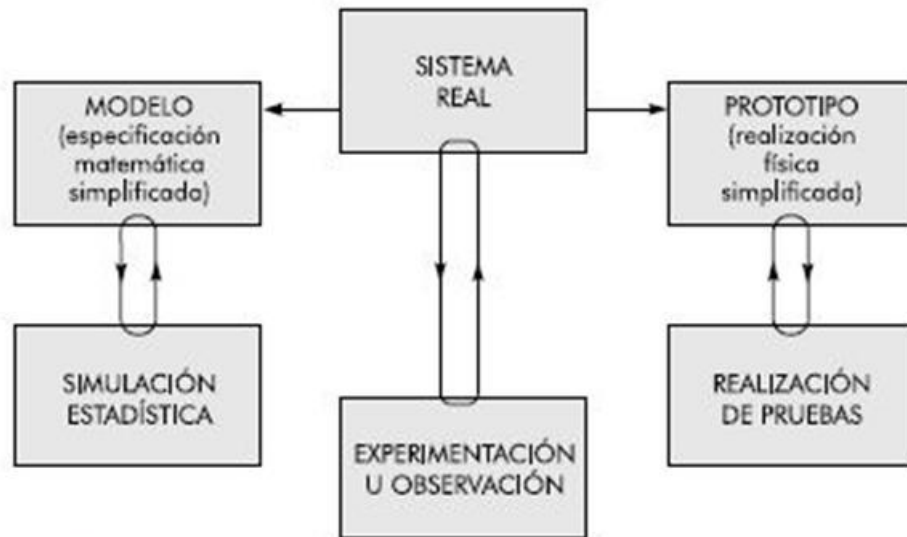 SISTEMA
REAL
MODELO
(especificación
matemática
simplificada)
PROTOTIPO
(realización
física
simplificada)
SIMULACIÓN
ESTADÍSTICA
EXPERIMENTACIÓN
U OBSERVACIÓN
REALIZACIÓN
DE PRUEBAS